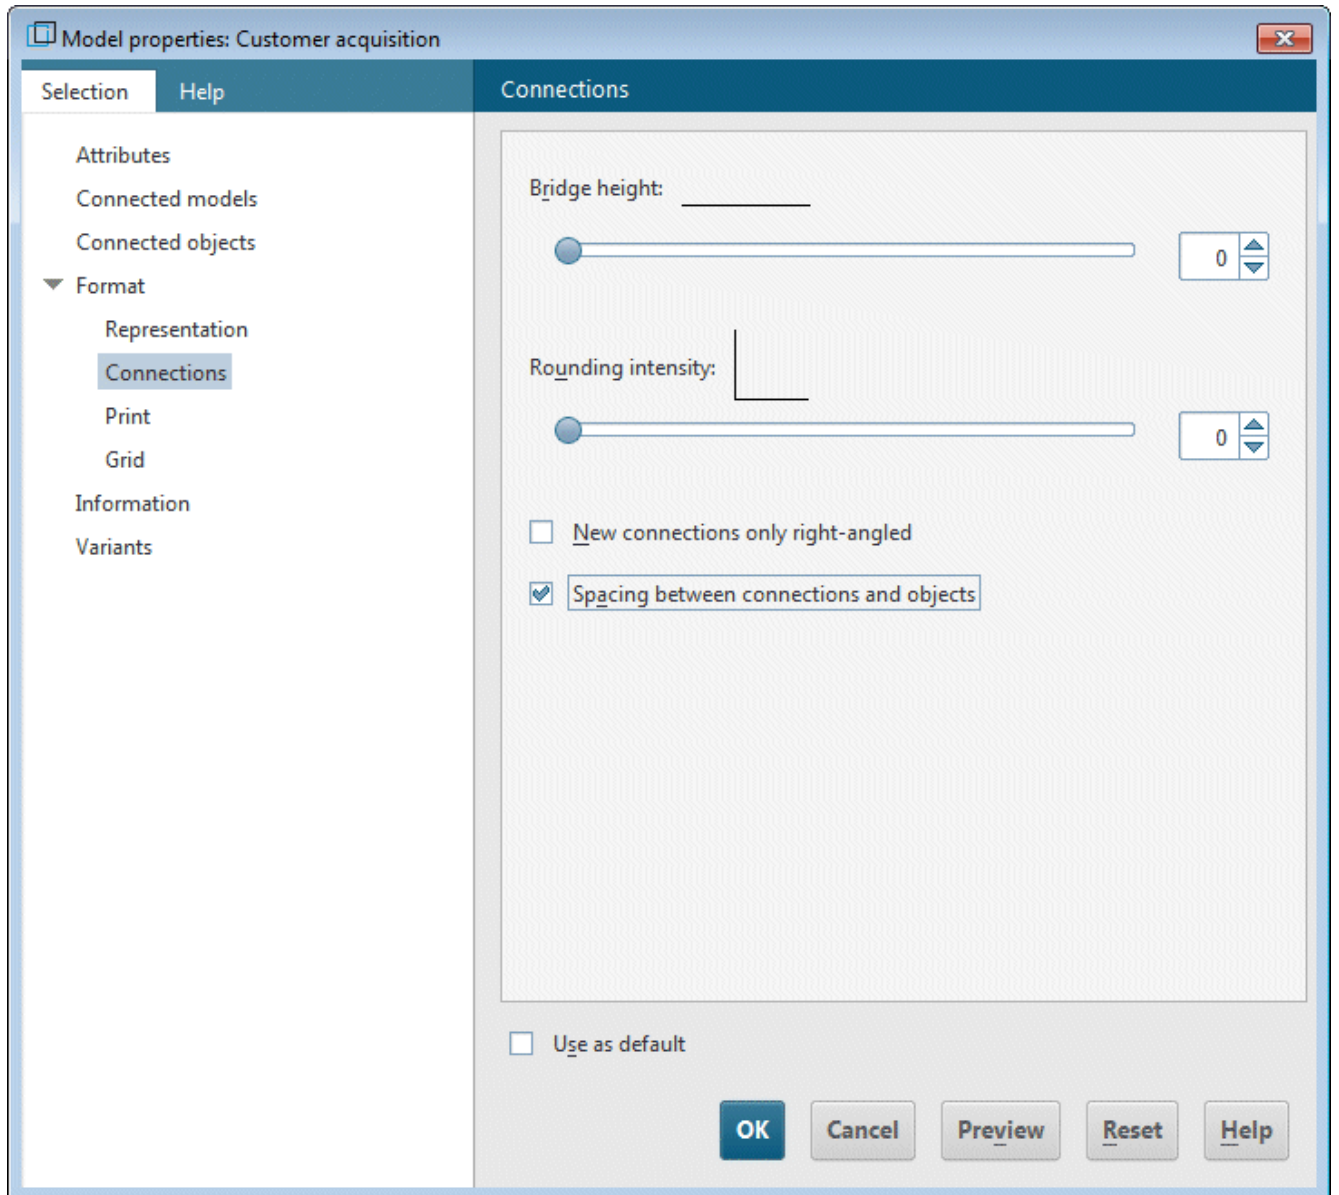 Model properties: Customer acquisition
Selection
Help
Connections
Attributes
Connected models
Connected objects
Format
Representation
Connections
Print
Grid
Information
Variants
Bridge height:
0
Rounding intensity:
0
New connections only right-angled
Spacing between connections and objects
Use as default
OK Cancel Preview Reset Help